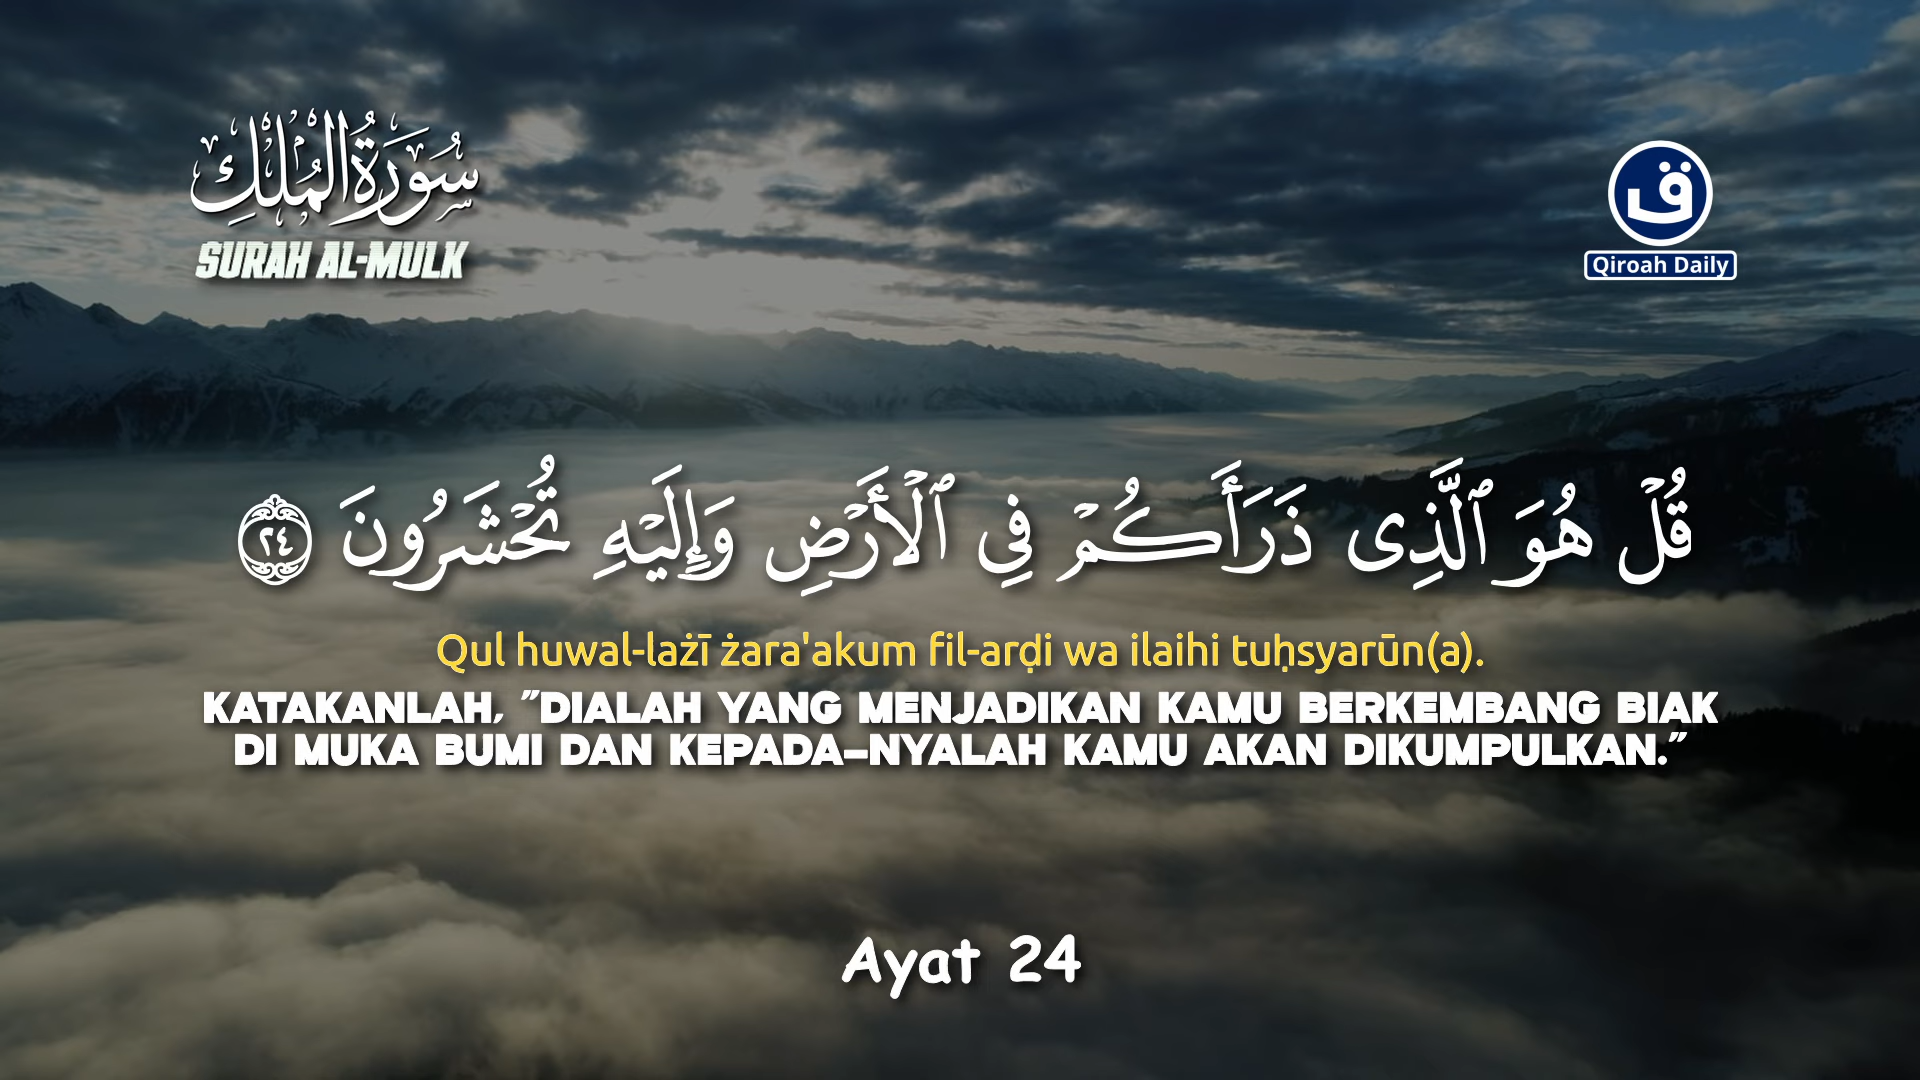 سُورَةُ الْمُلْكِ
SURAH AL-MULK
ق
Qiroah Daily
قُلْ هُوَ ٱلَّذِى ذَرَأَكُمْ فِى ٱلْأَرْضِ وَإِلَيْهِ تُحْشَرُونَ ٢٤
Qul huwal-lażī żara'akum fil-arḍi wa ilaihi tuḥsyarūn(a).
KATAKANLAH, "DIALAH YANG MENJADIKAN KAMU BERKEMBANG BIAK
DI MUKA BUMI DAN KEPADA-NYALAH KAMU AKAN DIKUMPULKAN."
Ayat 24